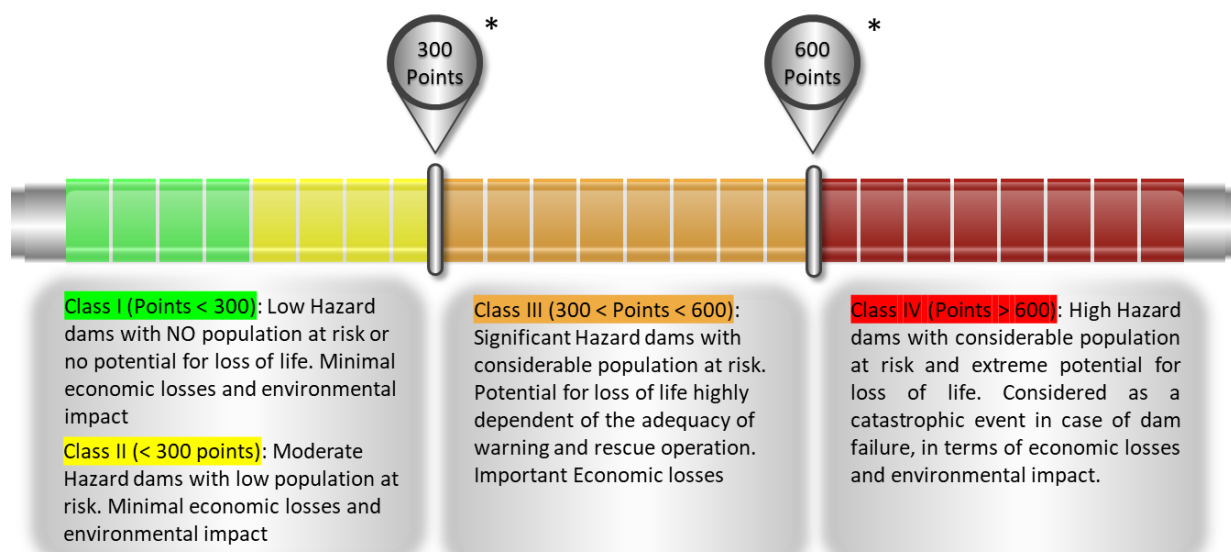 300
Points
*
600
Points
*
Class I (Points < 300): Low Hazard
dams with NO population at risk or
no potential for loss of life. Minimal
economic losses and environmental
impact
Class II (< 300 points): Moderate
Hazard dams with low population at
risk. Minimal economic losses and
environmental impact
Class III (300 < Points < 600):
Significant Hazard dams with
considerable population at risk.
Potential for loss of life highly
dependent of the adequacy of
warning and rescue operation.
Important Economic losses
Class IV (Points > 600): High Hazard
dams with considerable population
at risk and extreme potential for
loss of life. Considered as a
catastrophic event in case of dam
failure, in terms of economic losses
and environmental impact.